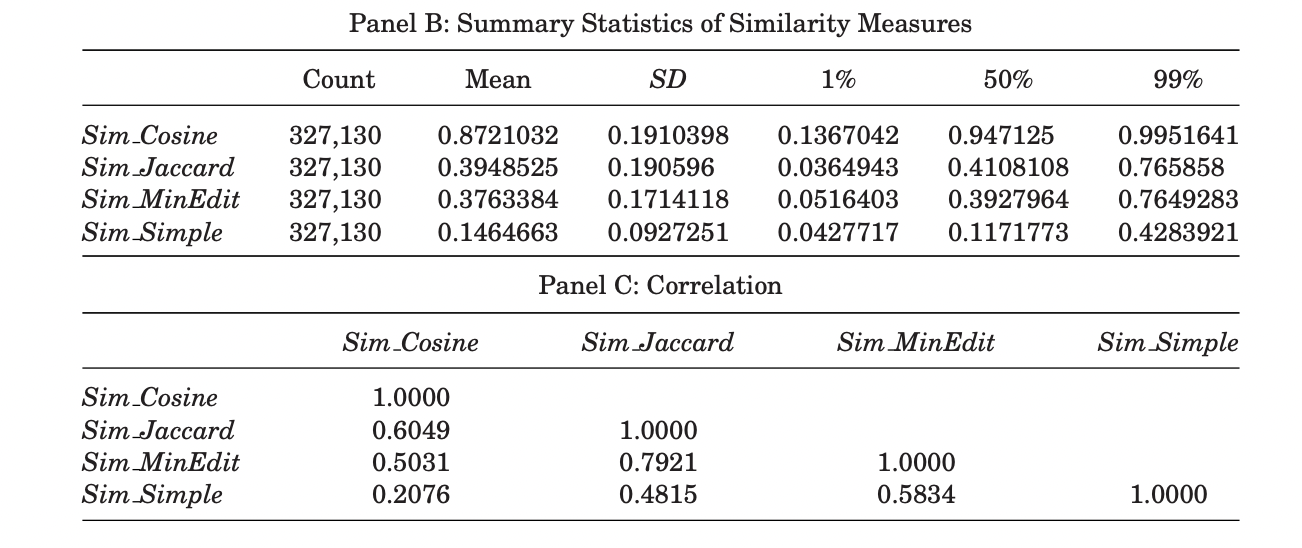 Panel B: Summary Statistics of Similarity Measures
Count Mean SD 1% 50% 99%
Sim_Cosine 327,130 0.8721032 0.1910398 0.1367042 0.947125 0.9951641
Sim_Jaccard 327,130 0.3948525 0.190596 0.0364943 0.4108108 0.765858
Sim_MinEdit 327,130 0.3763384 0.1714118 0.0516403 0.3927964 0.7649283
Sim_Simple 327,130 0.1464663 0.0927251 0.0427717 0.1171773 0.4283921
Panel C: Correlation
Sim_Cosine Sim_Jaccard Sim_MinEdit Sim_Simple
Sim_Cosine 1.0000
Sim_Jaccard 0.6049 1.0000
Sim_MinEdit 0.5031 0.7921 1.0000
Sim_Simple 0.2076 0.4815 0.5834 1.0000